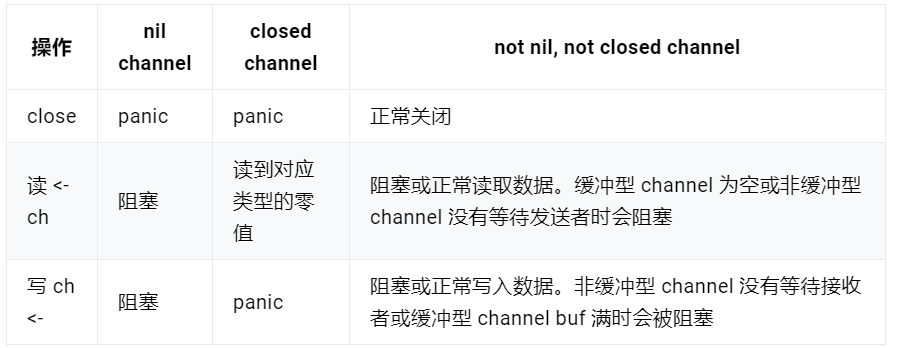 操作
nil
channel
closed
channel
not nil, not closed channel
close
panic
panic
正常关闭
读 <-
ch
阻塞
读到对应
类型的零
值
阻塞或正常读取数据。缓冲型 channel 为空或非缓冲型
channel 没有等待发送者时会阻塞
写 ch
<-
阻塞
panic
阻塞或正常写入数据。非缓冲型 channel 没有等待接收
者或缓冲型 channel buf 满时会被阻塞